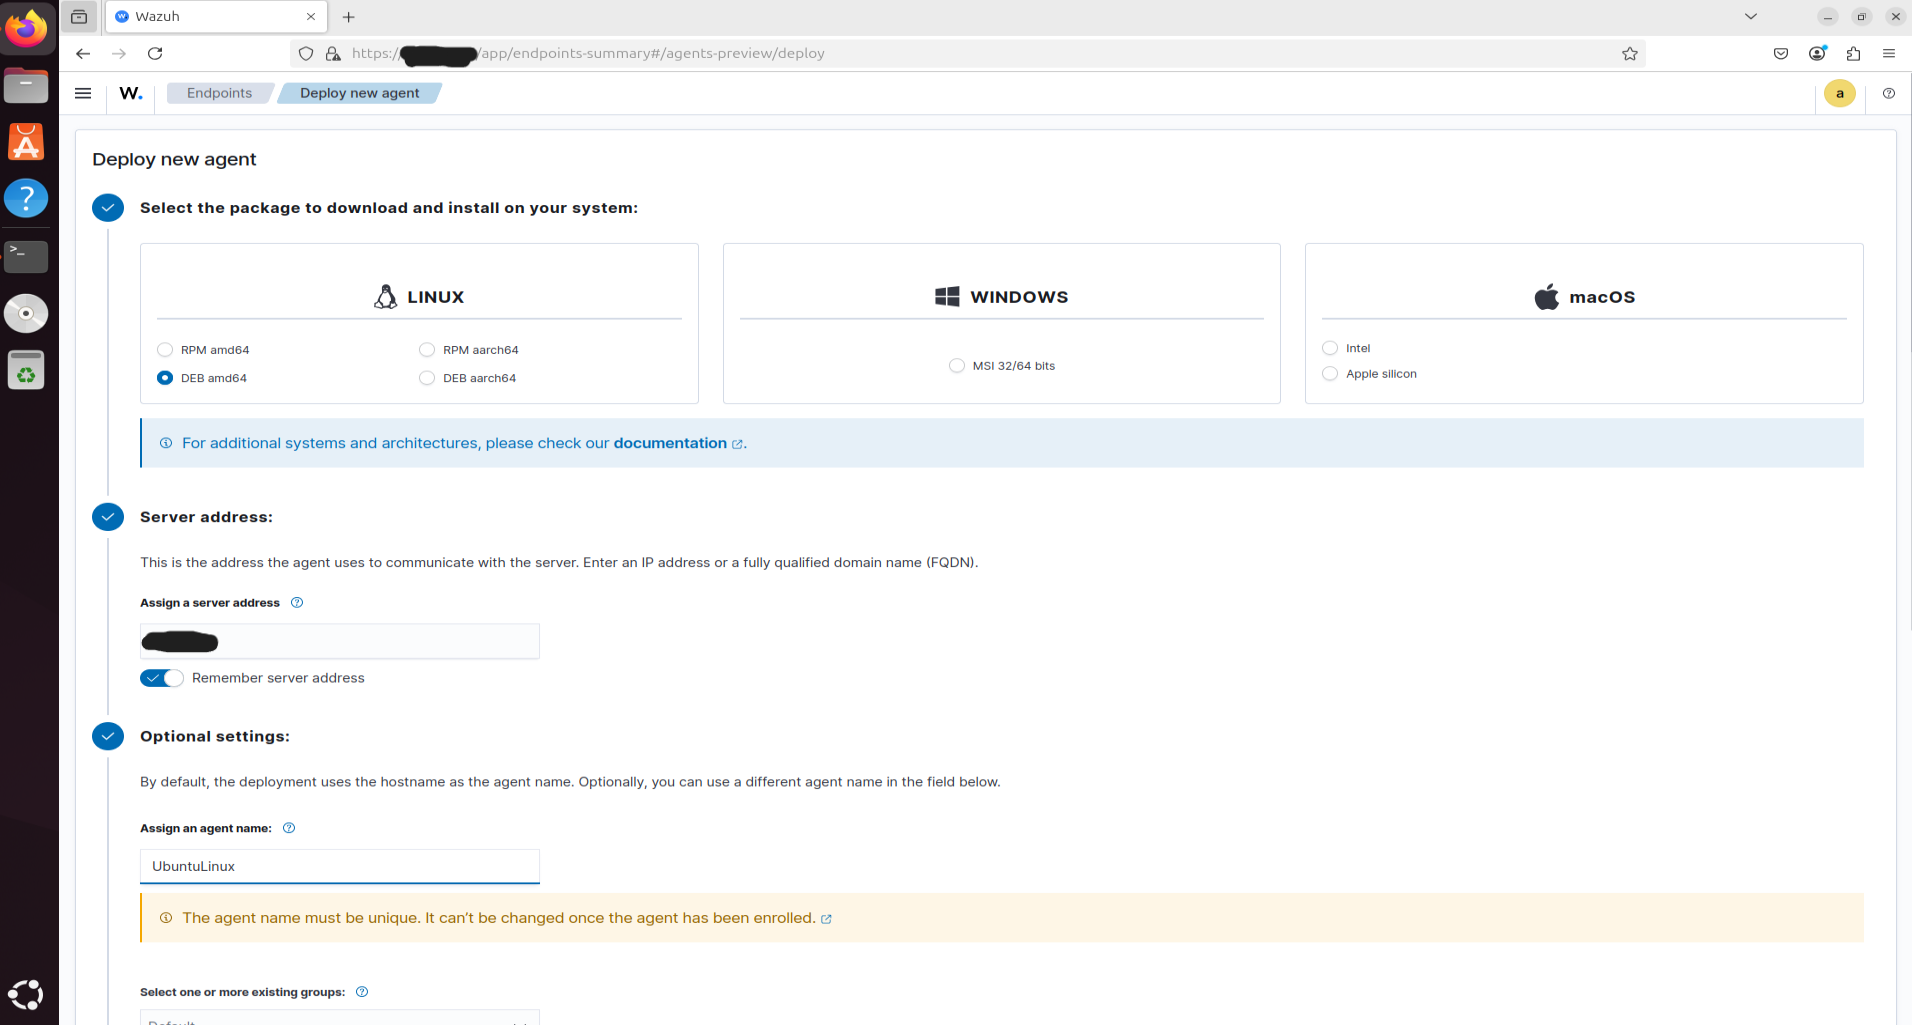 Wazuh
https:// /app/endpoints-summary#/agents-preview/deploy
W. Endpoints Deploy new agent a
Deploy new agent
Select the package to download and install on your system:
LINUX
RPM amd64 RPM aarch64
DEB amd64 DEB aarch64
WINDOWS
MSI 32/64 bits
macOS
Intel
Apple silicon
For additional systems and architectures, please check our documentation.
Server address:
This is the address the agent uses to communicate with the server. Enter an IP address or a fully qualified domain name (FQDN).
Assign a server address
Remember server address
Optional settings:
By default, the deployment uses the hostname as the agent name. Optionally, you can use a different agent name in the field below.
Assign an agent name:
UbuntuLinux
The agent name must be unique. It can't be changed once the agent has been enrolled.
Select one or more existing groups:
Default